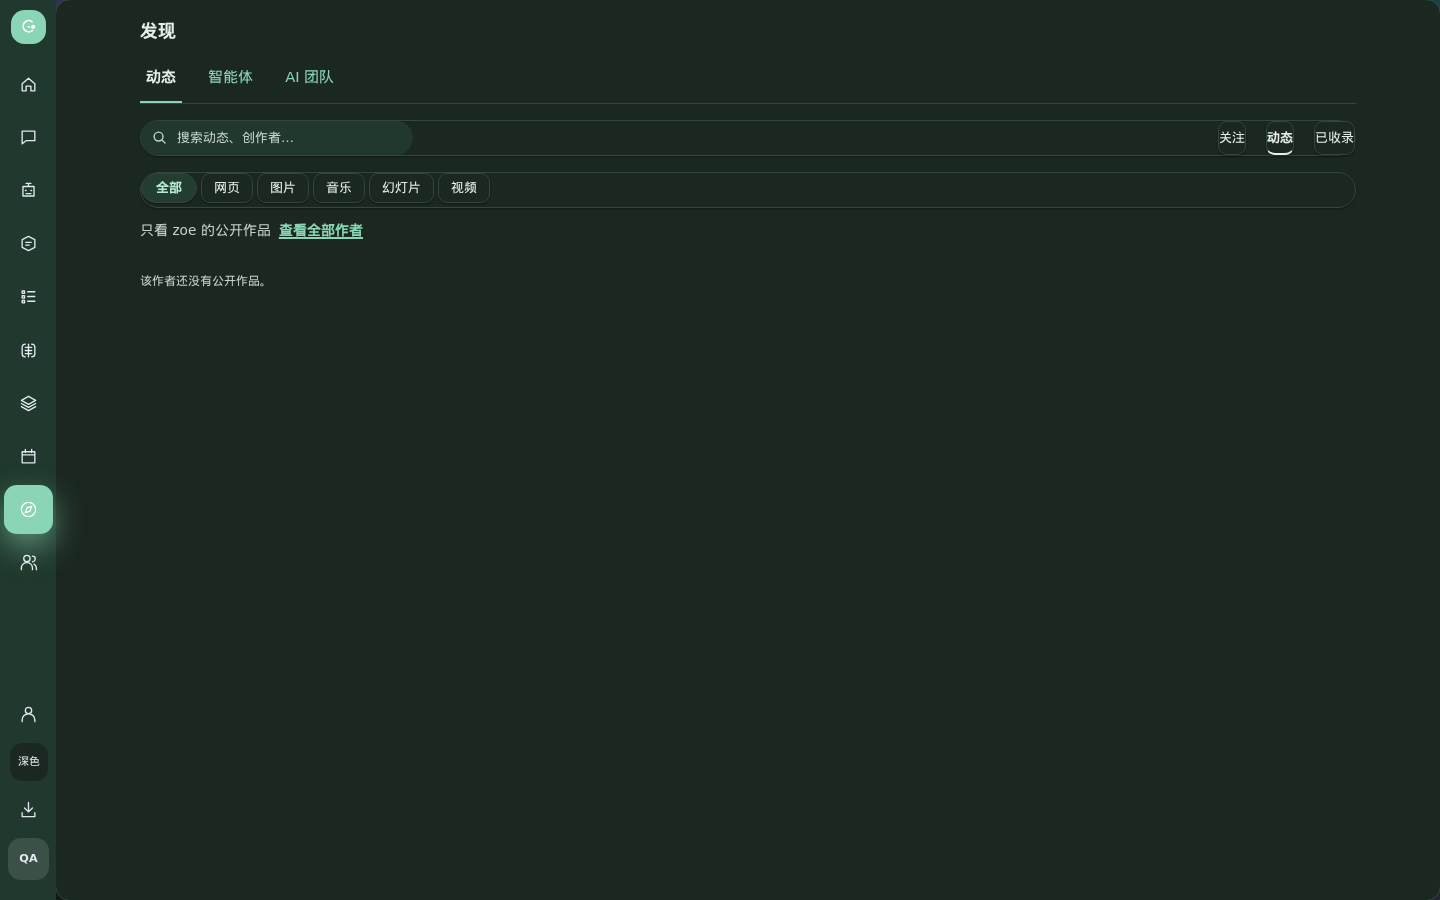 发现
动态 智能体 AI 团队
搜索动态、创作者... 关注 动态 已收录
全部 网页 图片 音乐 幻灯片 视频
只看 zoe 的公开作品 查看全部作者
该作者还没有公开作品。
深色
QA